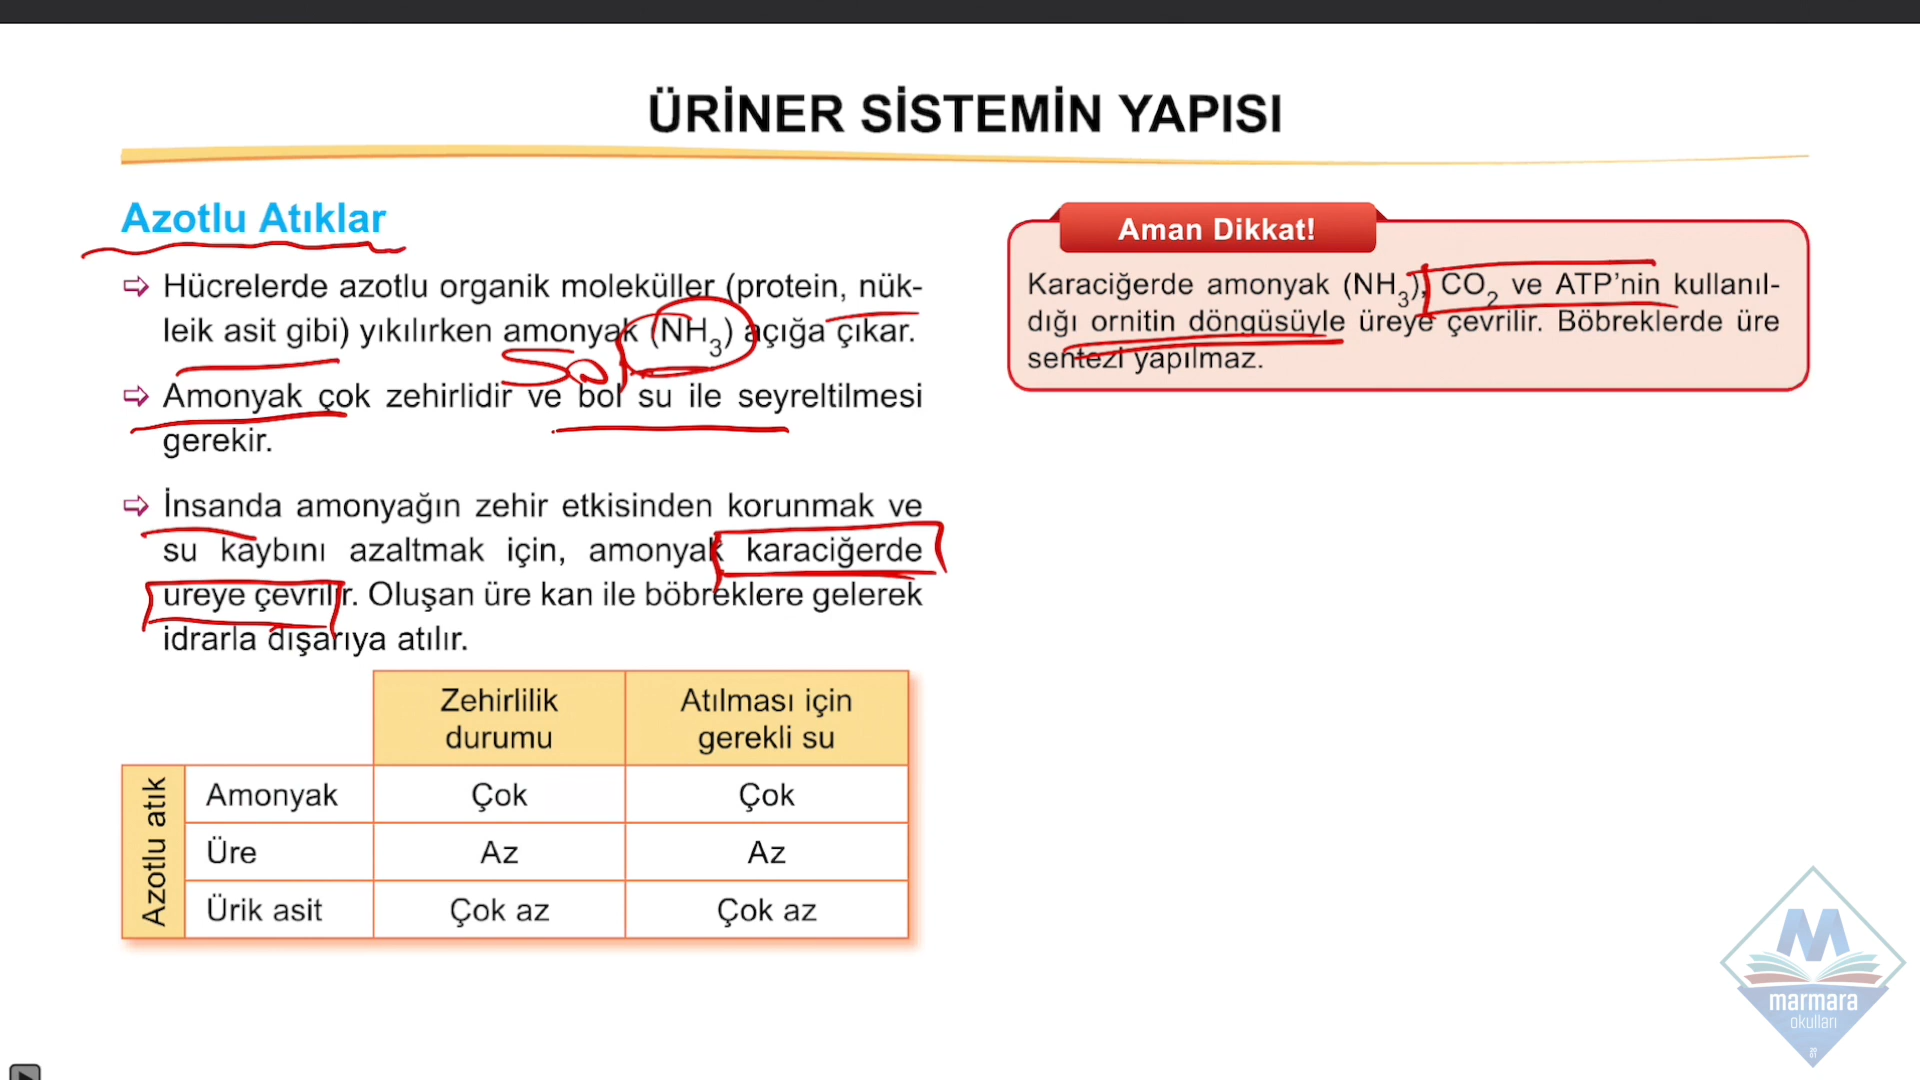 ÜRİNER SİSTEMİN YAPISI
Azotlu Atıklar
⇨ Hücrelerde azotlu organik moleküller (protein, nük-
leik asit gibi) yıkılırken amonyak (NH3) açığa çıkar.
⇨ Amonyak çok zehirlidir ve bol su ile seyreltilmesi
gerekir.
⇨ İnsanda amonyağın zehir etkisinden korunmak ve
su kaybını azaltmak için, amonyak karaciğerde
üreye çevrilir. Oluşan üre kan ile böbreklere gelerek
idrarla dışarıya atılır.
Zehirlilik durumu Atılması için gerekli su
Azotlu atık
Amonyak Çok Çok
Üre Az Az
Ürik asit Çok az Çok az
Aman Dikkat!
Karaciğerde amonyak (NH3), CO2 ve ATP'nin kullanıl-
dığı ornitin döngüsüyle üreye çevrilir. Böbreklerde üre
sentezi yapılmaz.
marmara
okulları